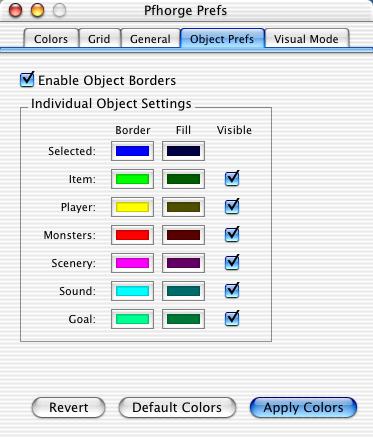 Pfhorge Prefs
Colors Grid General Object Prefs Visual Mode
Enable Object Borders
Individual Object Settings
Border Fill Visible
Selected:
Item:
Player:
Monsters:
Scenery:
Sound:
Goal:
Revert Default Colors Apply Colors